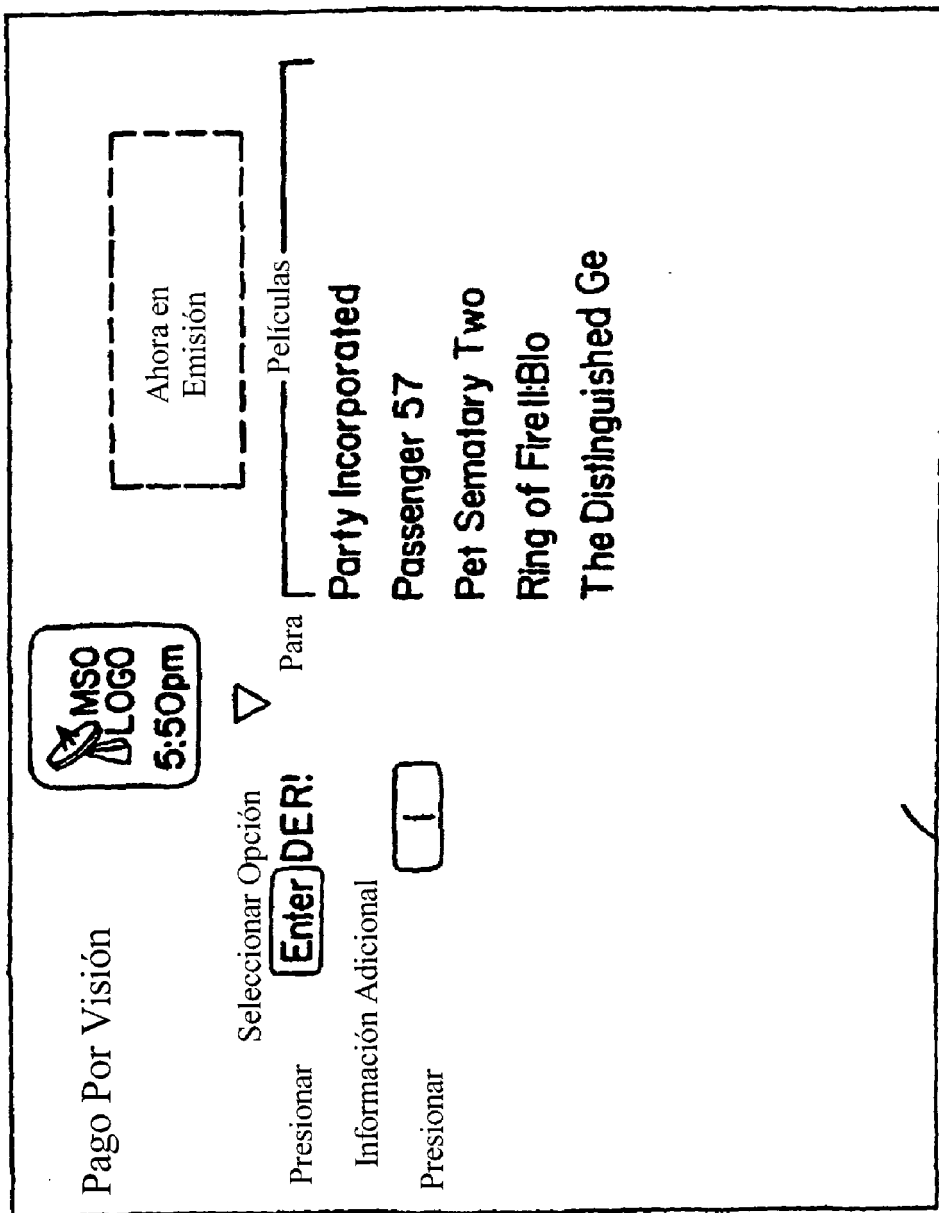 Pago Por Visión
MSO
LOGO
5:50pm
Ahora en
Emisión
Seleccionar Opción
Presionar Enter DER!
Para
Películas
Información Adicional
Presionar I
Party Incorporated
Passenger 57
Pet Sematary Two
Ring of Fire II:Blo
The Distinguished Ge